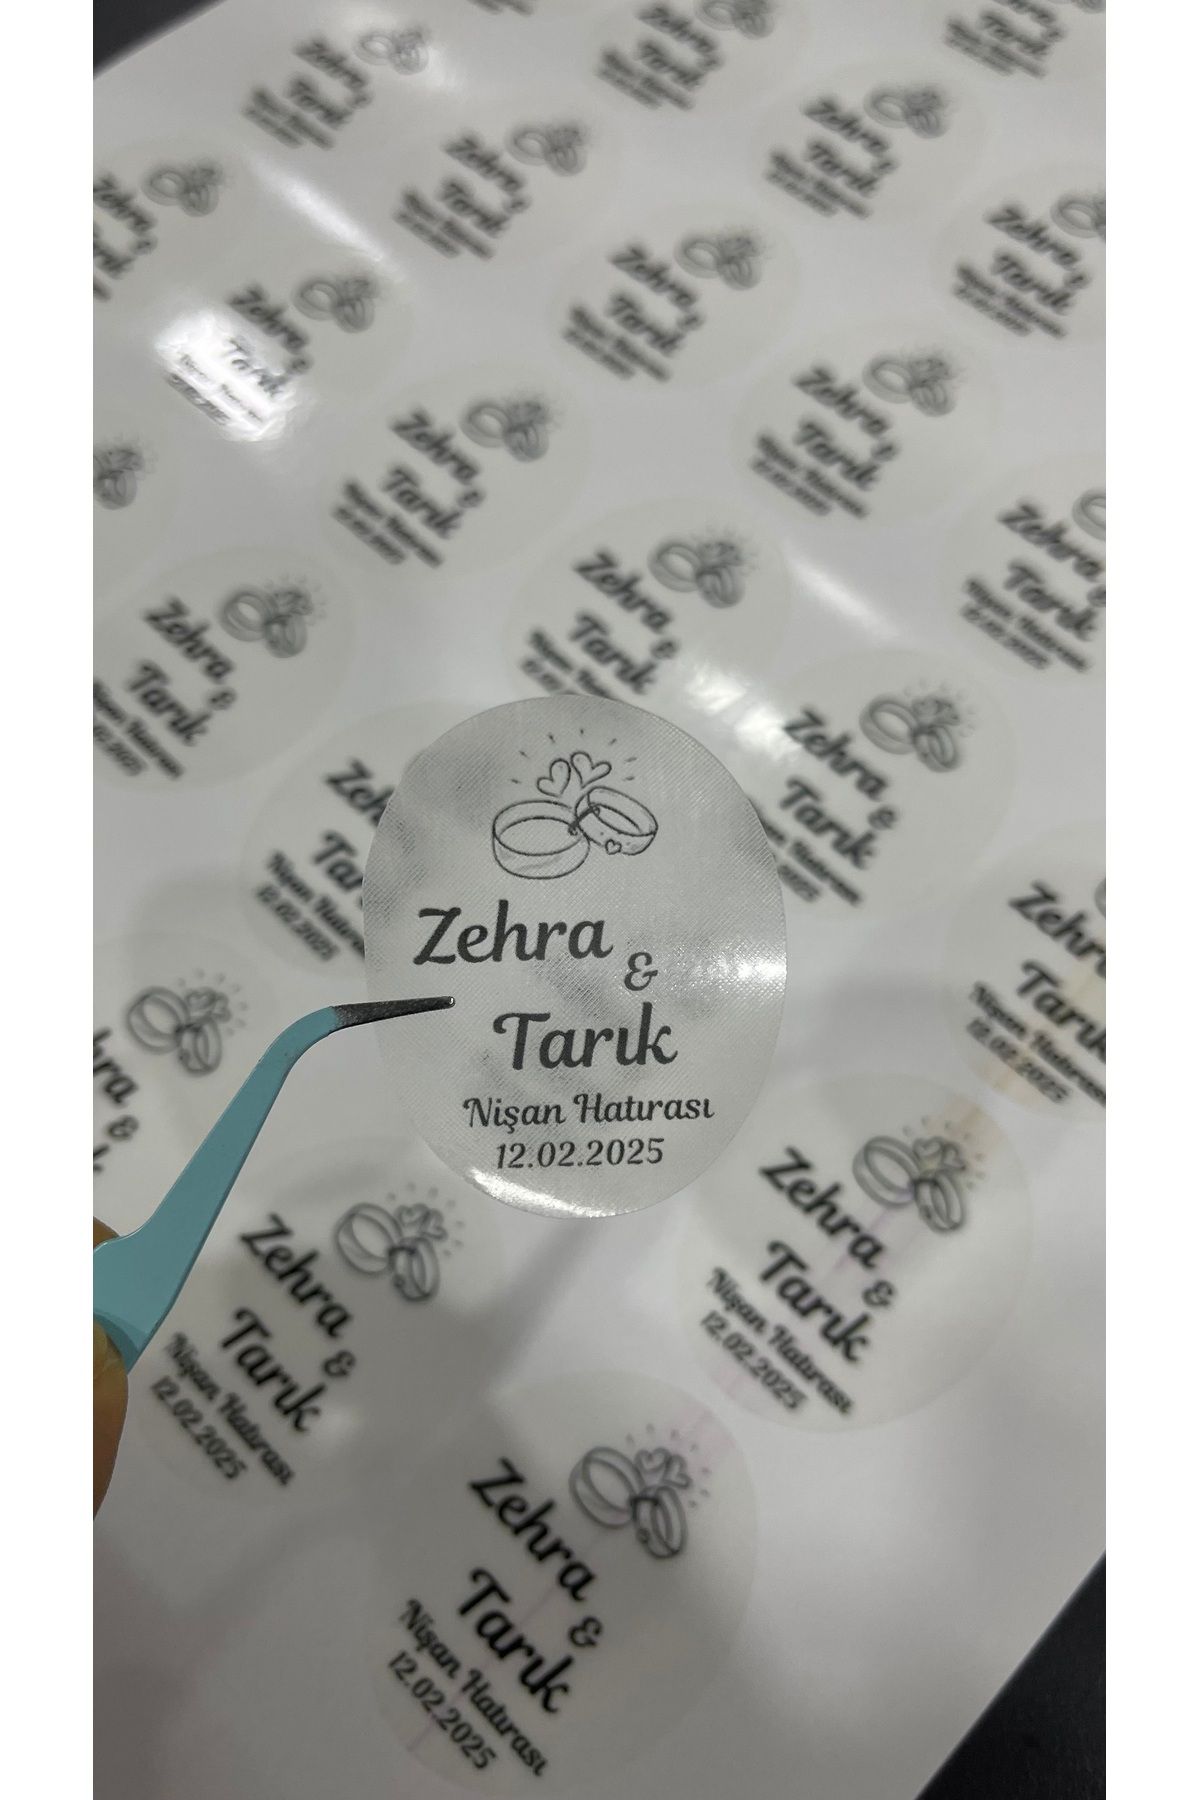 Zehra
&
Tarık
Nişan Hatırası
12.02.2025